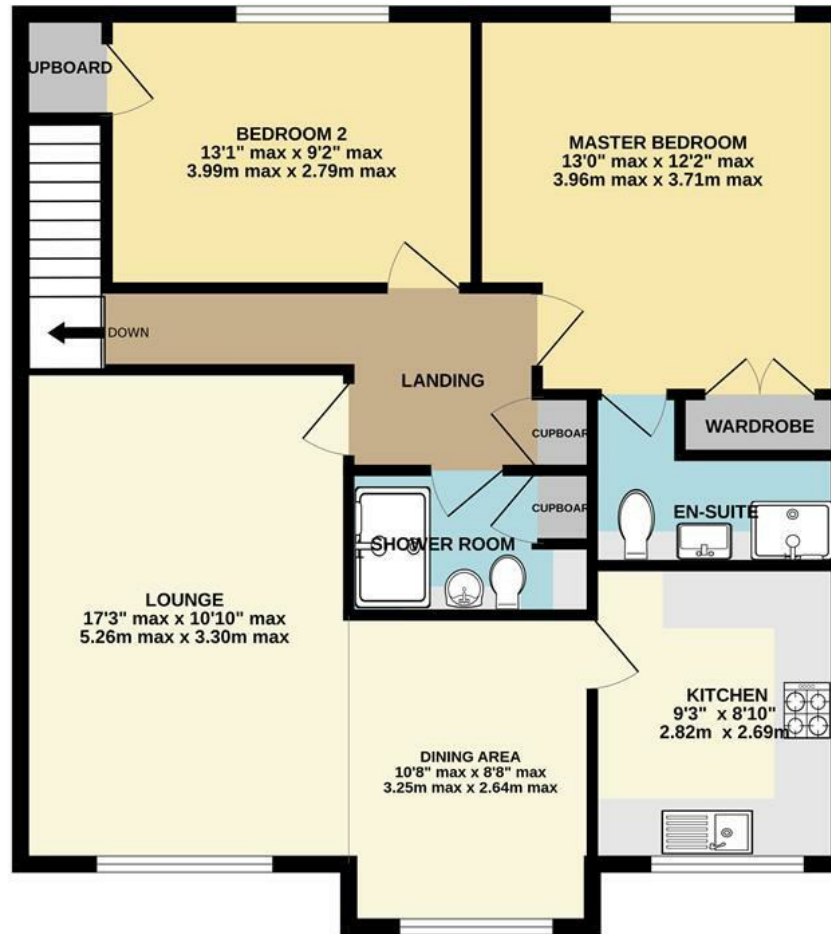 UPBOARD
BEDROOM 2
13'1" max x 9'2" max
3.99m max x 2.79m max
MASTER BEDROOM
13'0" max x 12'2" max
3.96m max x 3.71m max
DOWN
LANDING
CUPBOAR
WARDROBE
CUPBOAR
EN-SUITE
SHOWER ROOM
LOUNGE
17'3" max x 10'10" max
5.26m max x 3.30m max
KITCHEN
9'3" x 8'10"
2.82m x 2.69m
DINING AREA
10'8" max x 8'8" max
3.25m max x 2.64m max